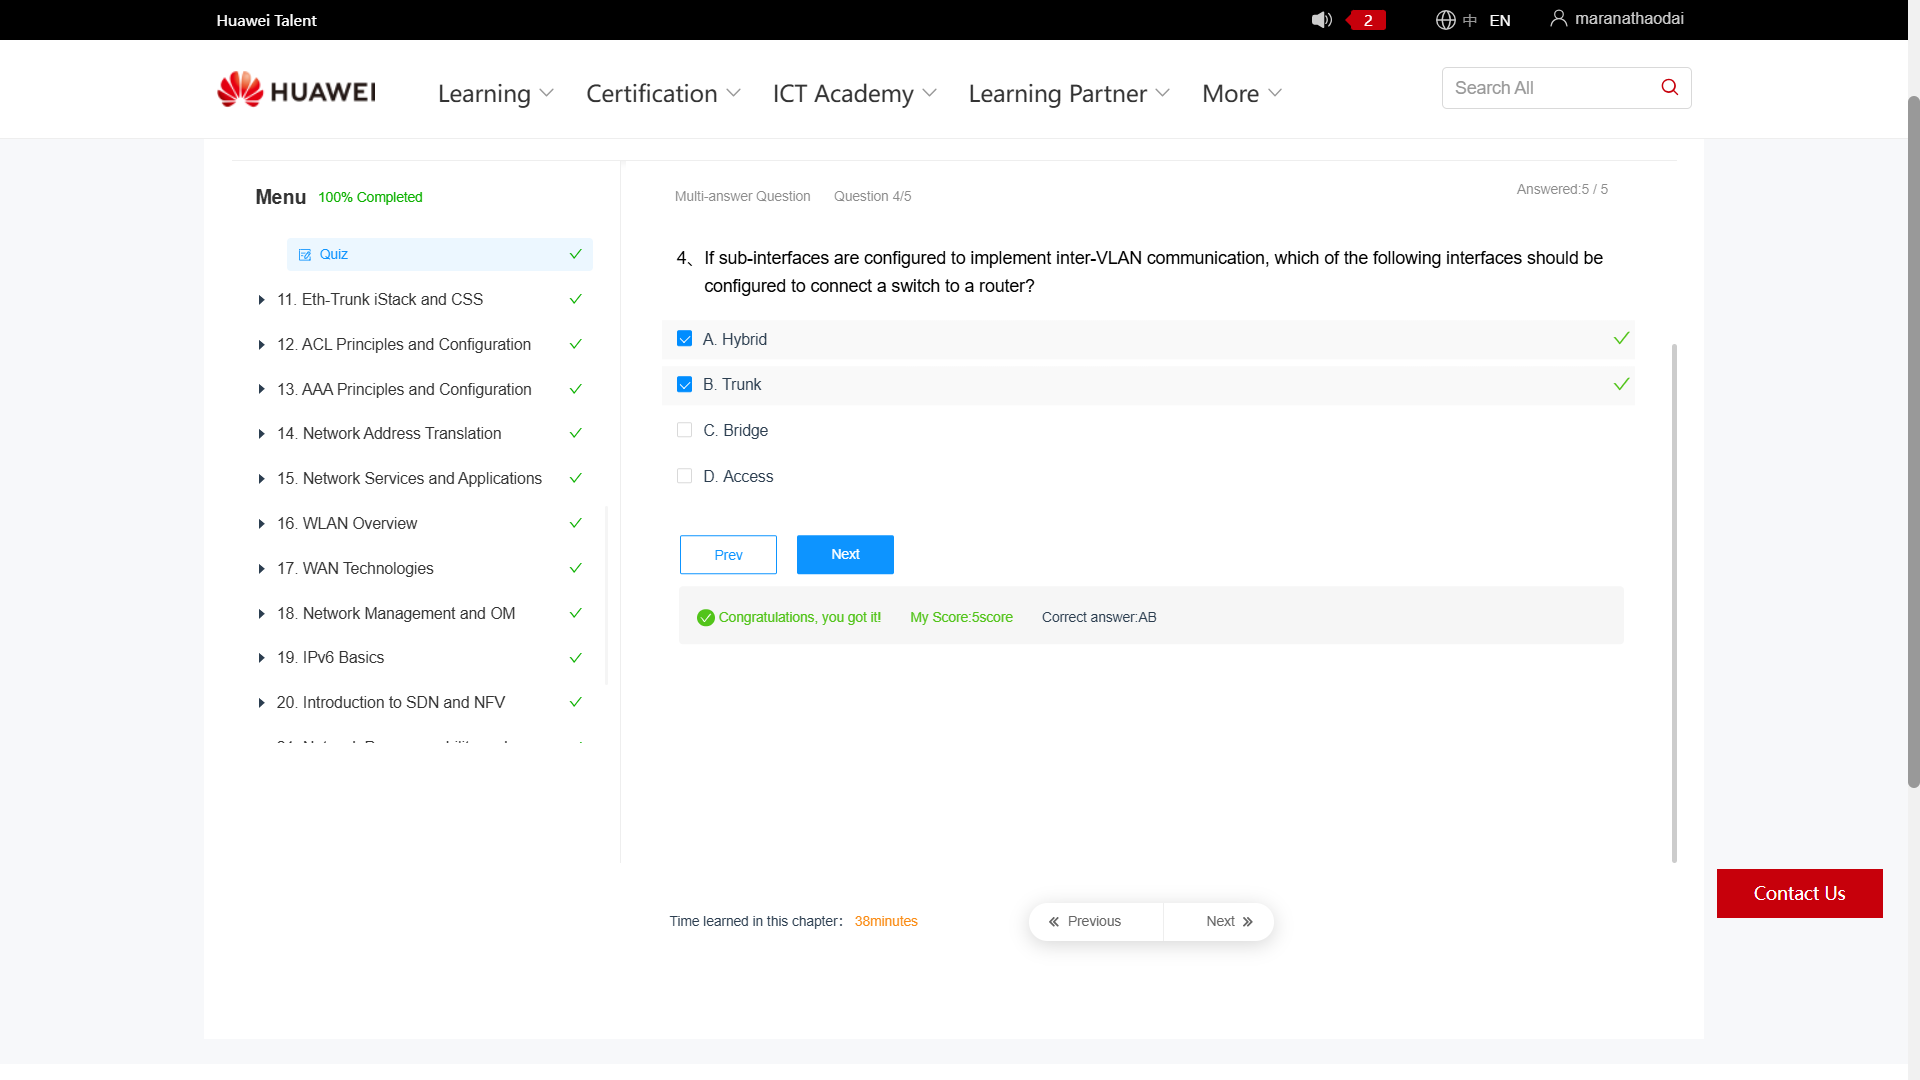 Huawei Talent
2
中 EN
maranathaodai
HUAWEI
Learning
Certification
ICT Academy
Learning Partner
More
Search All
Menu 100% Completed
Quiz
11. Eth-Trunk iStack and CSS
12. ACL Principles and Configuration
13. AAA Principles and Configuration
14. Network Address Translation
15. Network Services and Applications
16. WLAN Overview
17. WAN Technologies
18. Network Management and OM
19. IPv6 Basics
20. Introduction to SDN and NFV
Multi-answer Question Question 4/5
Answered:5 / 5
4、If sub-interfaces are configured to implement inter-VLAN communication, which of the following interfaces should be
configured to connect a switch to a router?
A. Hybrid
B. Trunk
C. Bridge
D. Access
Prev
Next
Congratulations, you got it! My Score:5score Correct answer:AB
Time learned in this chapter： 38minutes
Previous
Next
Contact Us